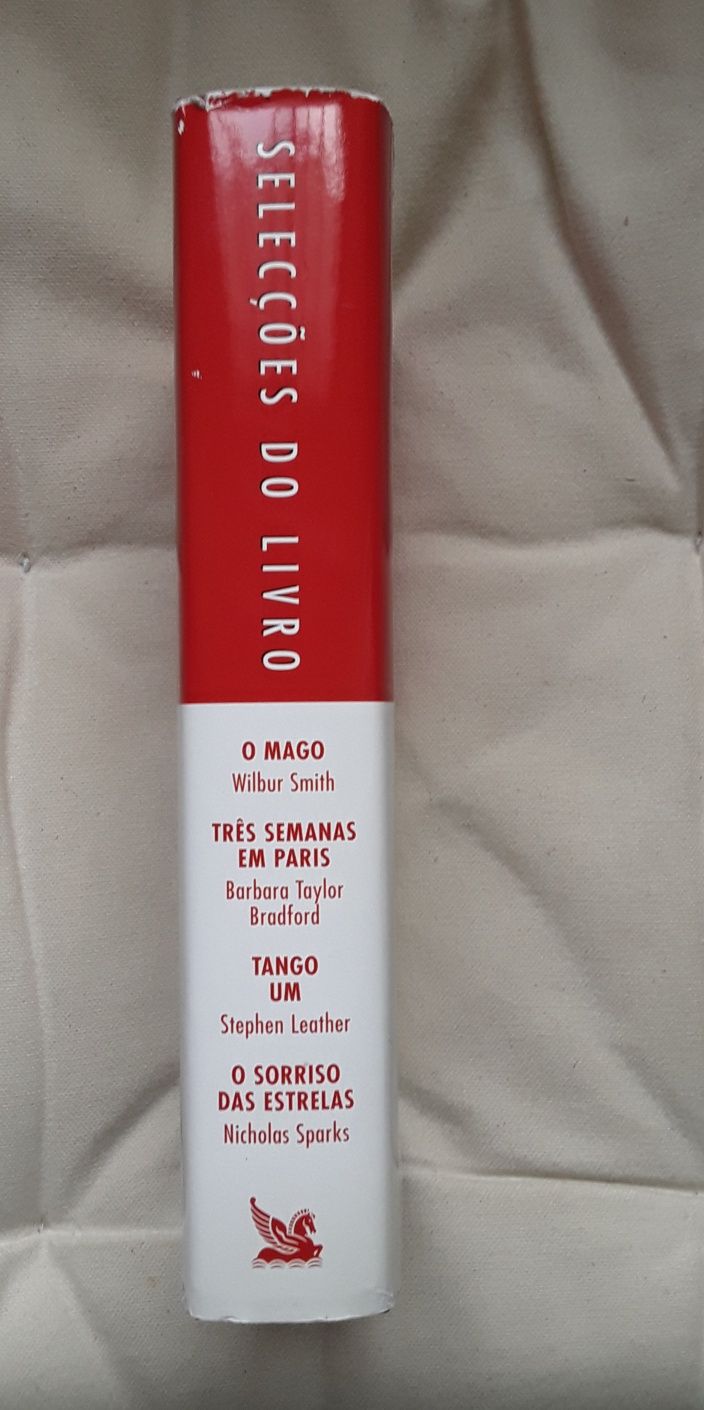 SELECÇÕES DO LIVRO
O MAGO
Wilbur Smith
TRÊS SEMANAS
EM PARIS
Barbara Taylor
Bradford
TANGO
UM
Stephen Leather
O SORRISO
DAS ESTRELAS
Nicholas Sparks